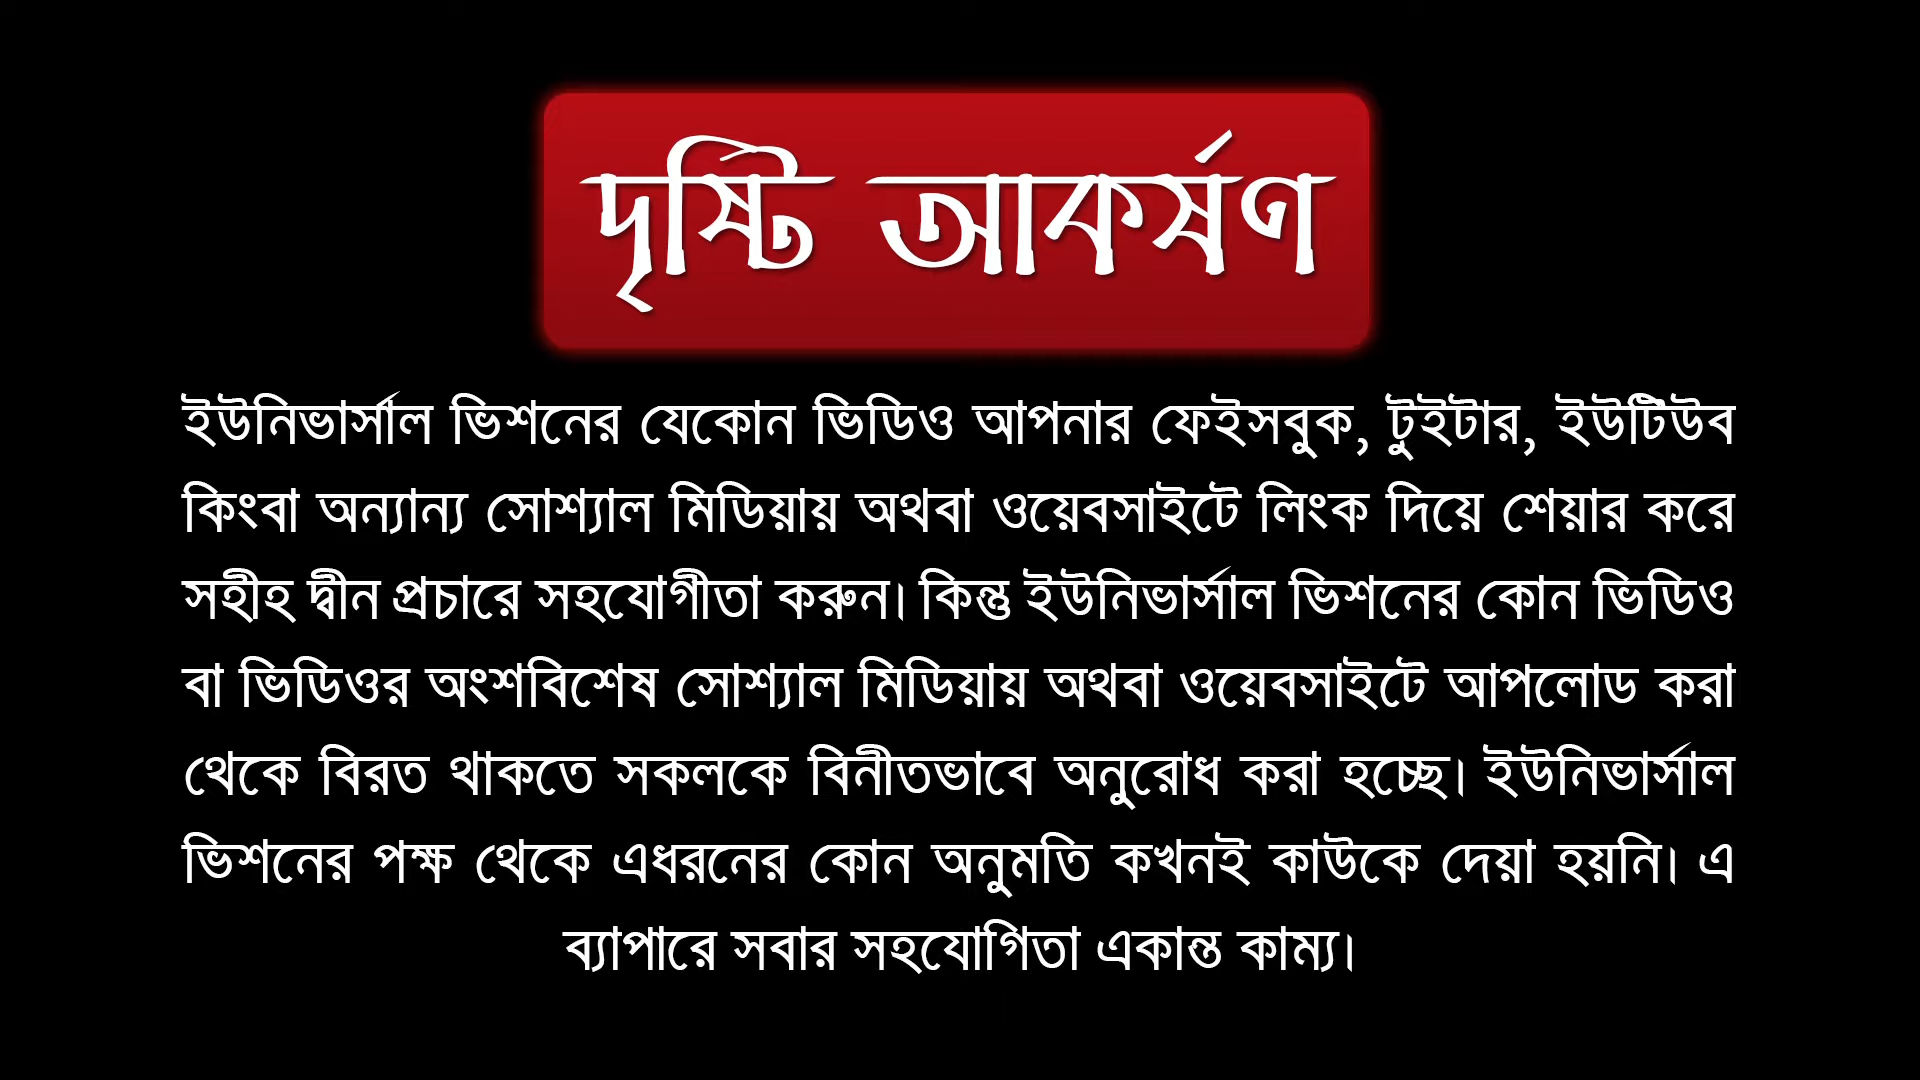 দৃষ্টি আকর্ষণ
ইউনিভার্সাল ভিশনের যেকোন ভিডিও আপনার ফেইসবুক, টুইটার, ইউটিউব
কিংবা অন্যান্য সোশ্যাল মিডিয়ায় অথবা ওয়েবসাইটে লিংক দিয়ে শেয়ার করে
সহীহ দ্বীন প্রচারে সহযোগীতা করুন। কিন্তু ইউনিভার্সাল ভিশনের কোন ভিডিও
বা ভিডিওর অংশবিশেষ সোশ্যাল মিডিয়ায় অথবা ওয়েবসাইটে আপলোড করা
থেকে বিরত থাকতে সকলকে বিনীতভাবে অনুরোধ করা হচ্ছে। ইউনিভার্সাল
ভিশনের পক্ষ থেকে এধরনের কোন অনুমতি কখনই কাউকে দেয়া হয়নি। এ
ব্যাপারে সবার সহযোগিতা একান্ত কাম্য।